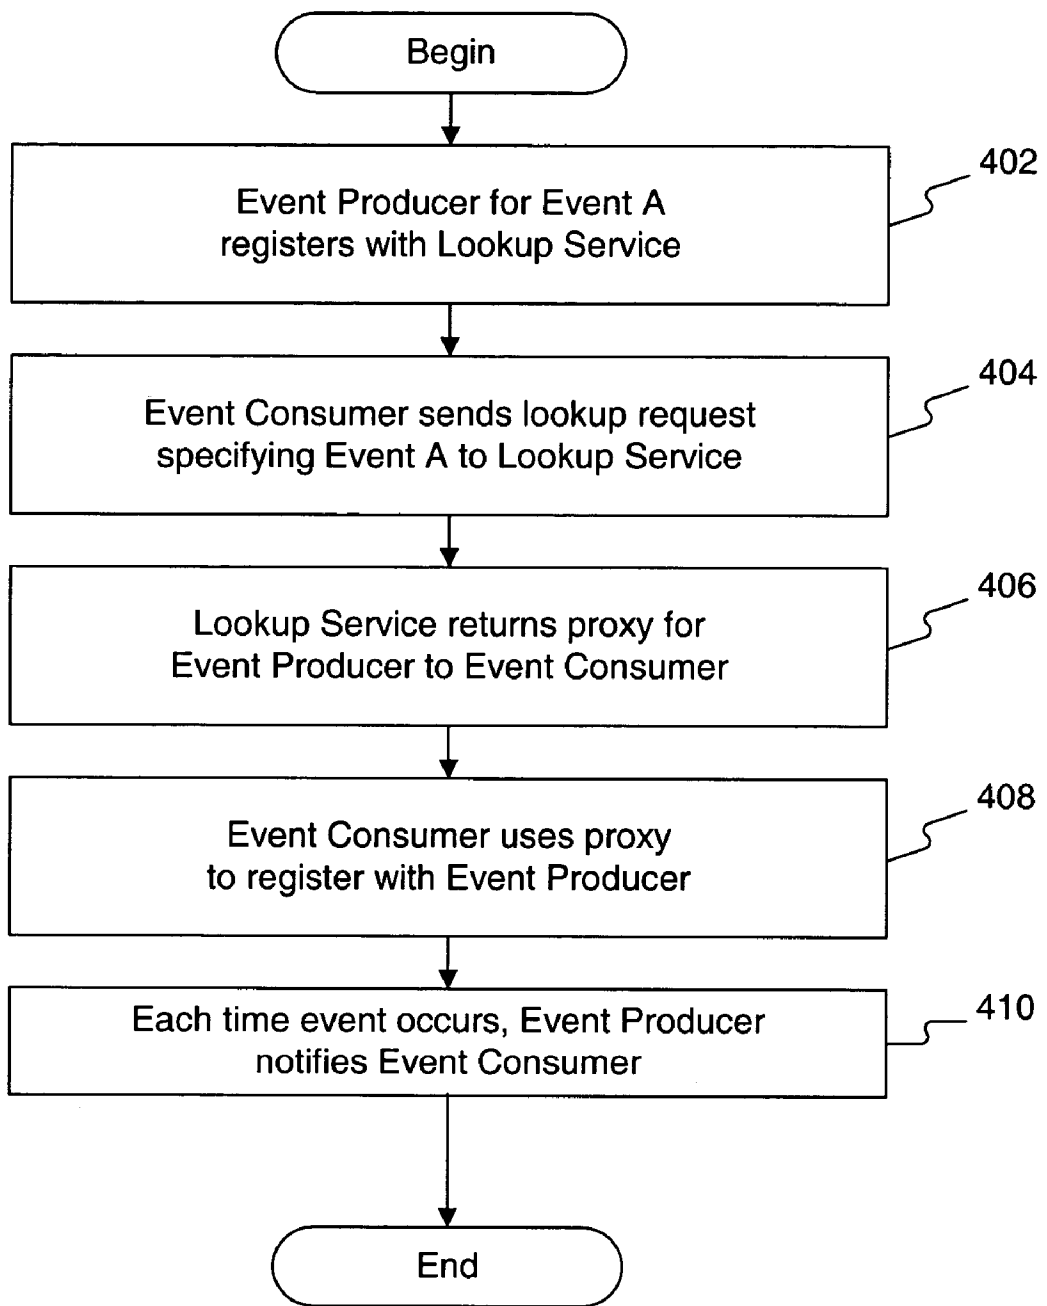 Begin
402
Event Producer for Event A
registers with Lookup Service
404
Event Consumer sends lookup request
specifying Event A to Lookup Service
406
Lookup Service returns proxy for
Event Producer to Event Consumer
408
Event Consumer uses proxy
to register with Event Producer
410
Each time event occurs, Event Producer
notifies Event Consumer
End